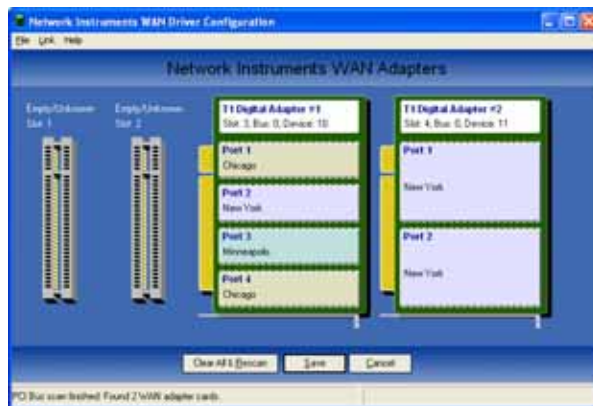 Network Instruments WAN Driver Configuration
File Link Help
Network Instruments WAN Adapters
Empty/Unknown
Slot: 1
Empty/Unknown
Slot: 2
T1 Digital Adapter #1
Slot: 3, Bus: 0, Device: 10
Port 1
Chicago
Port 2
New York
Port 3
Minneapolis
Port 4
Chicago
T1 Digital Adapter #2
Slot: 4, Bus: 0, Device: 11
Port 1
New York
Port 2
New York
Clear All & Rescan
Save
Cancel
PCI Bus scan finished. Found 2 WAN adapter cards.